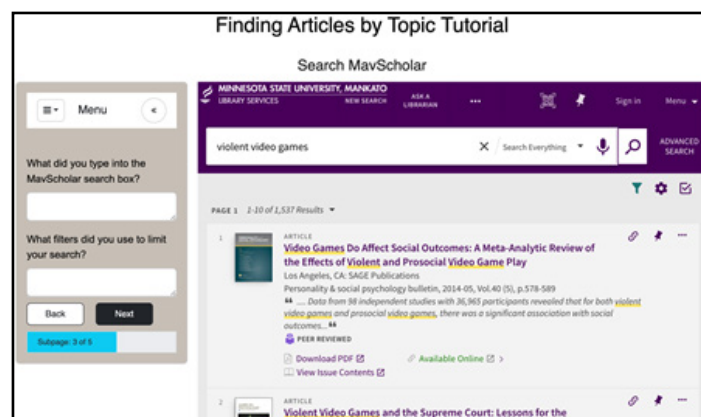 Finding Articles by Topic Tutorial
Search MavScholar
Menu
What did you type into the
MavScholar search box?
What filters did you use to limit
your search?
Back Next
Subpage: 3 of 5
MINNESOTA STATE UNIVERSITY, MANKATO
LIBRARY SERVICES
NEW SEARCH
ASK A
LIBRARIAN
...
Sign in
Menu
violent video games
Search Everything
ADVANCED
SEARCH
PAGE 1 1-10 of 1,537 Results
1
ARTICLE
Video Games Do Affect Social Outcomes: A Meta-Analytic Review of
the Effects of Violent and Prosocial Video Game Play
Los Angeles, CA: SAGE Publications
Personality & social psychology bulletin, 2014-05, Vol.40 (5), p.578-589
“ .... Data from 98 independent studies with 36,965 participants revealed that for both violent
video games and prosocial video games, there was a significant association with social
outcomes... “
PEER REVIEWED
Download PDF Available Online
View Issue Contents
2
ARTICLE
Violent Video Games and the Supreme Court: Lessons for the